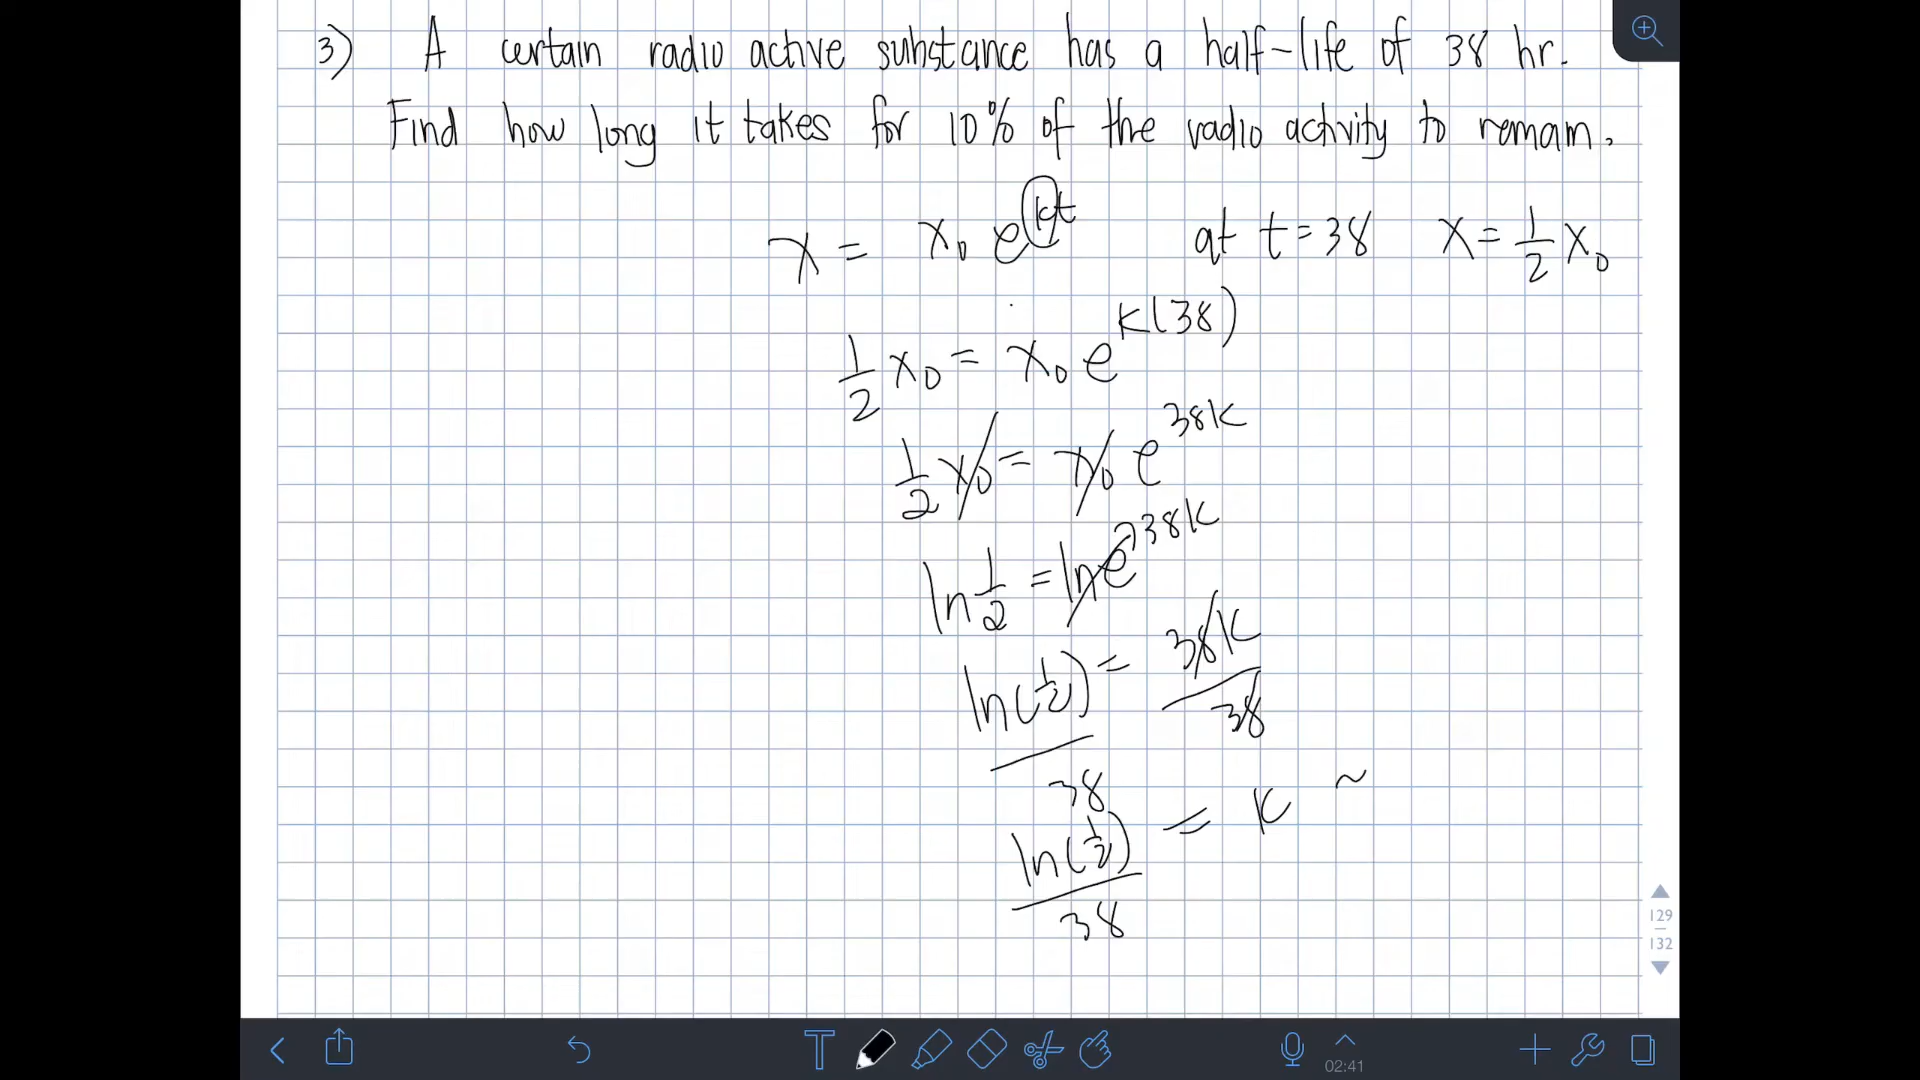 3) A certain radio active substance has a half-life of 38 hr.
Find how long it takes for 10% of the radio activity to remain.
x = x₀ e^kt at t = 38 x = 1/2 x₀
1/2 x₀ = x₀ e^k(38)
1/2 x₀ = x₀ e^38k
ln 1/2 = ln e^38k
ln(1/2)/38 = 38k/38
ln(1/2)/38 = k ~
129
132
T
02:41